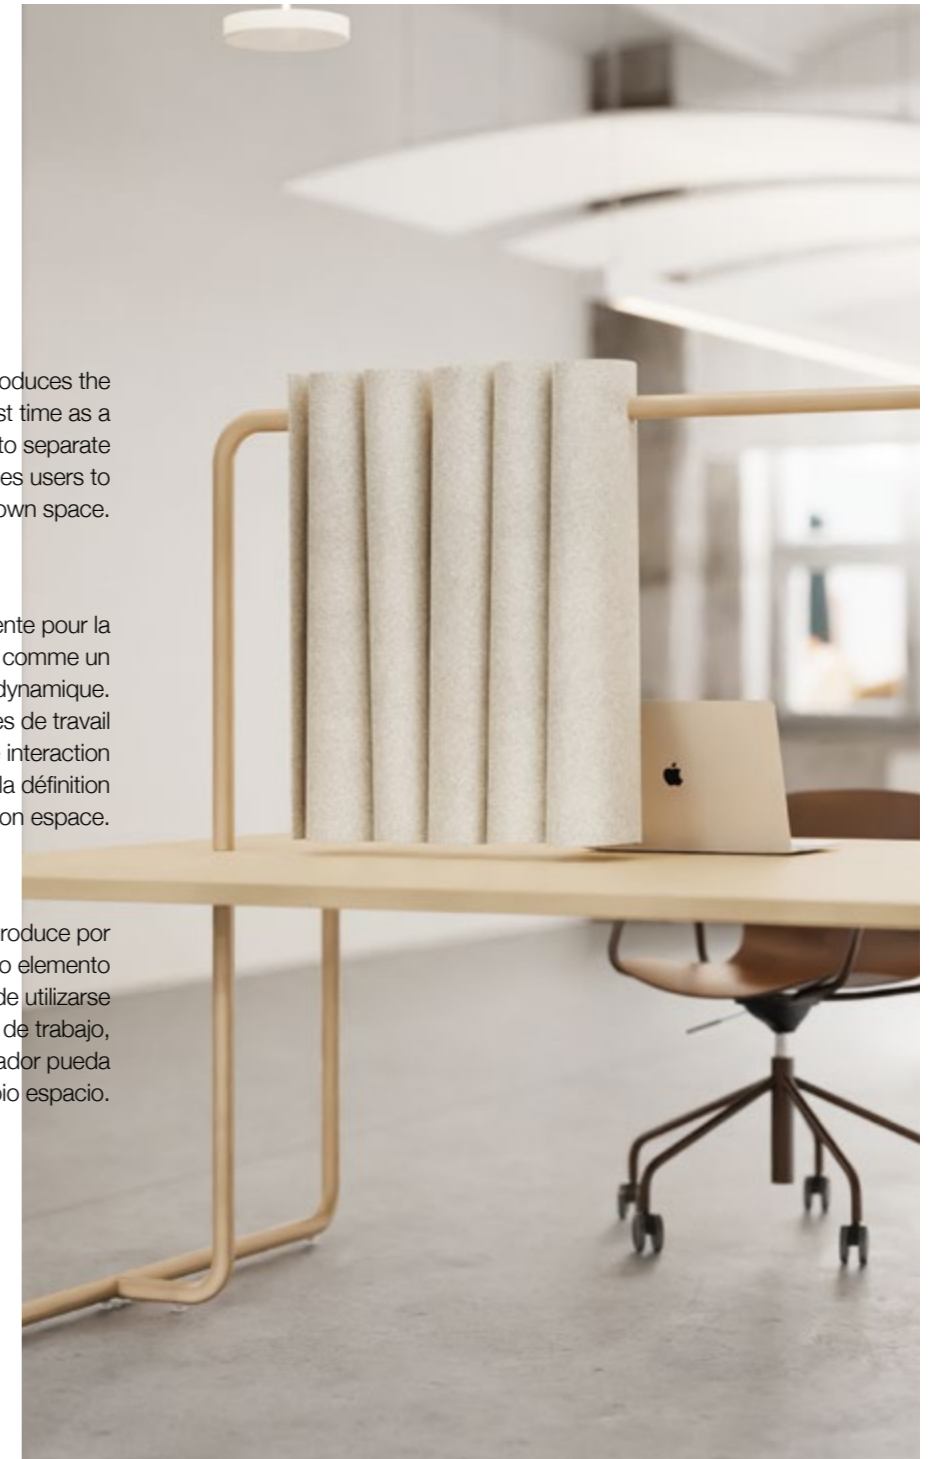 oduces the
st time as a
to separate
es users to
own space.
ente pour la
comme un
dynamique.
es de travail
interaction
la définition
on espace.
roduce por
o elemento
de utilizarse
de trabajo,
ador pueda
io espacio.